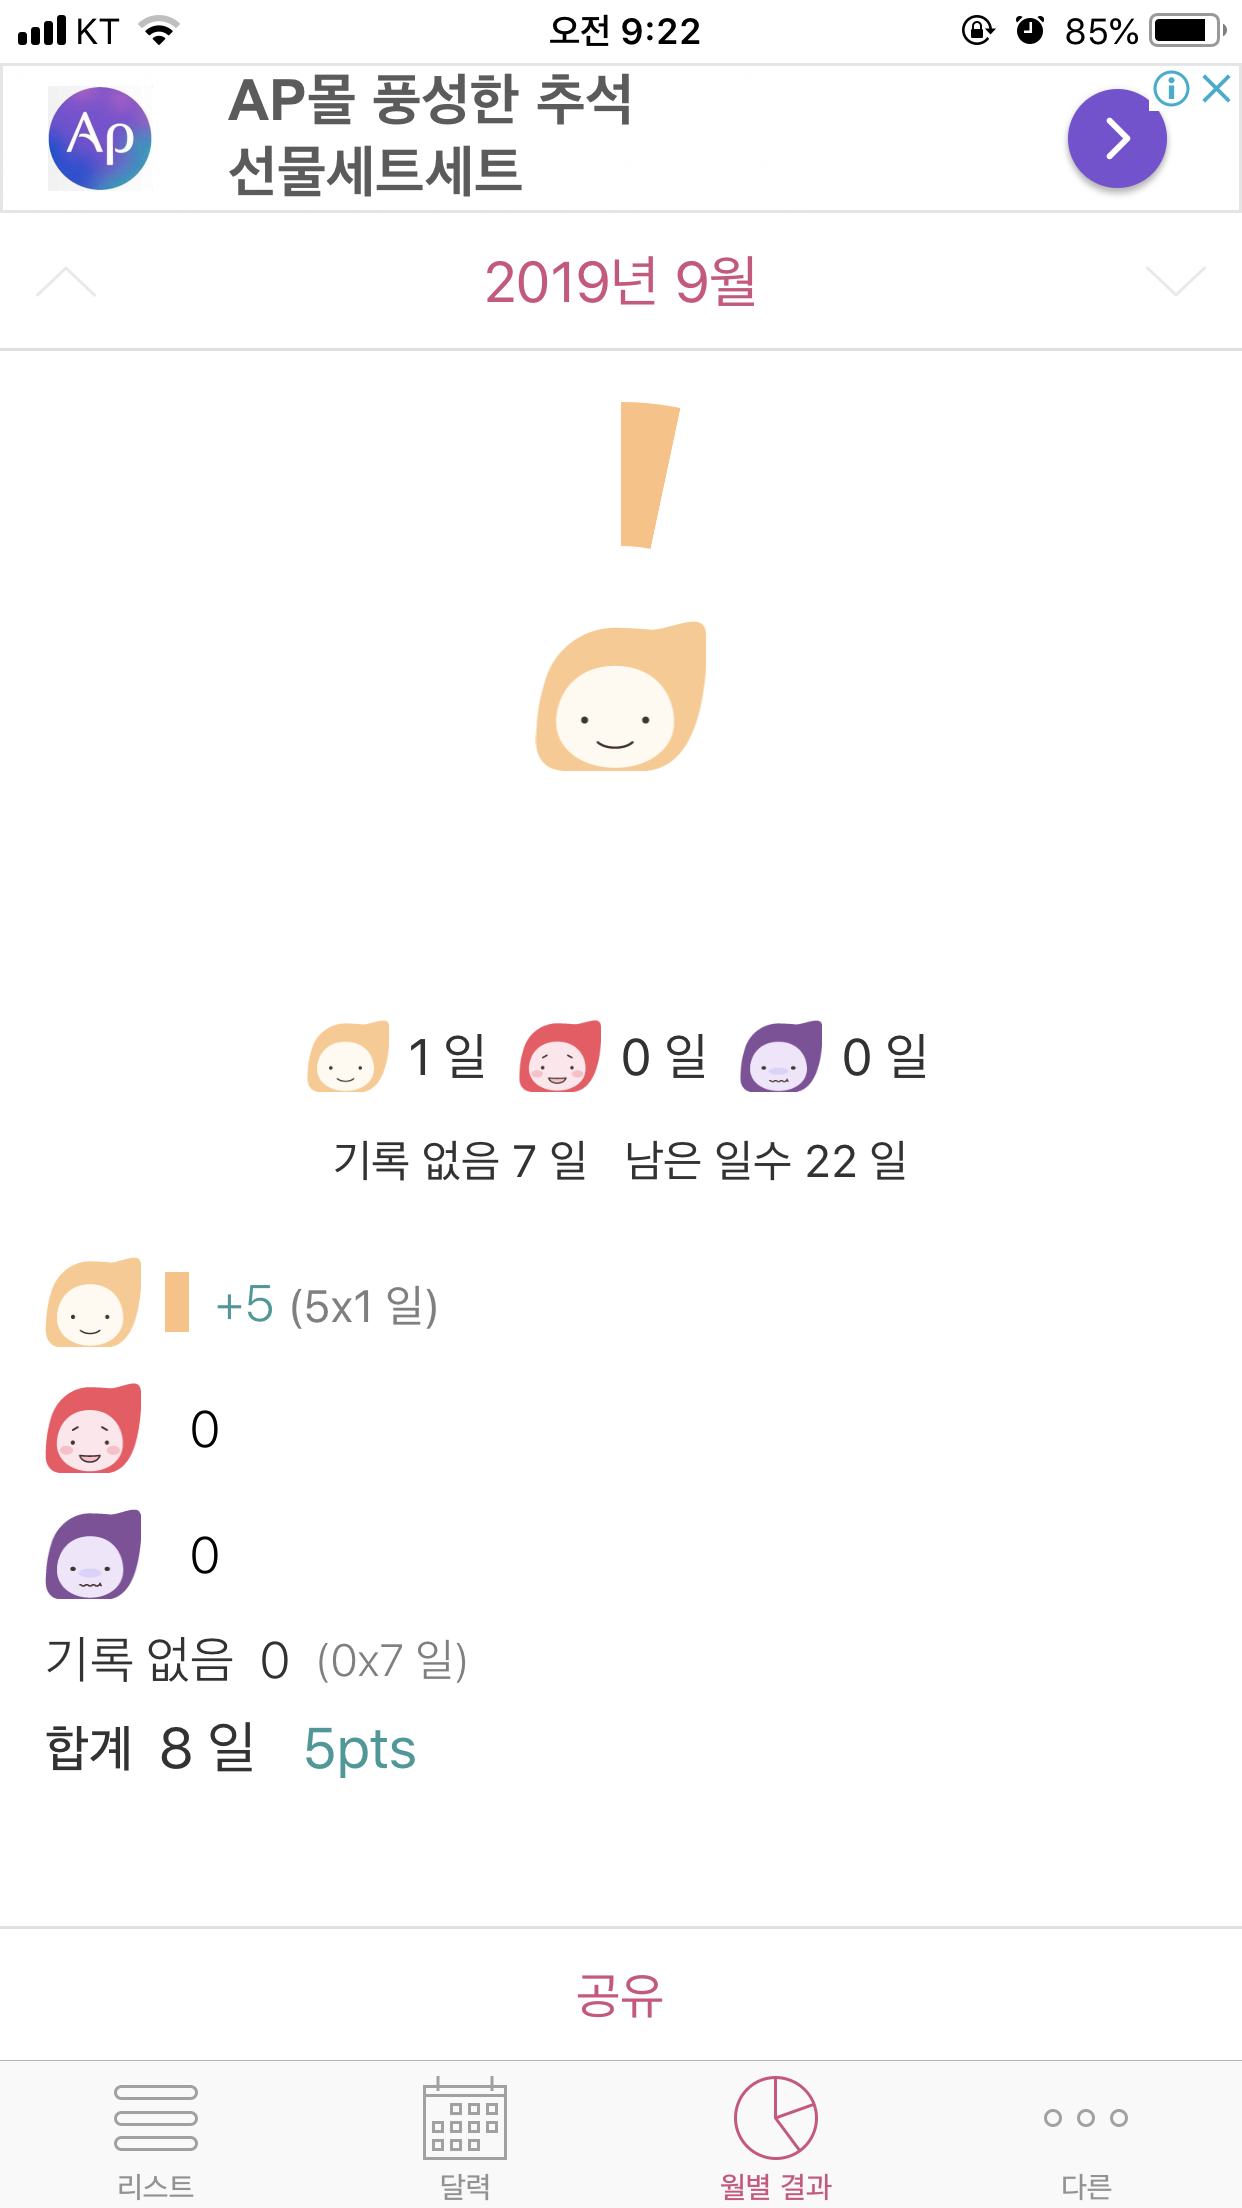 KT 오전 9:22 85%
Ap
AP몰 풍성한 추석
선물세트세트
2019년 9월
1 일 0 일 0 일
기록 없음 7 일 남은 일수 22 일
+5 (5x1 일)
0
0
기록 없음 0 (0x7 일)
합계 8 일 5pts
공유
리스트 달력 월별 결과 다른